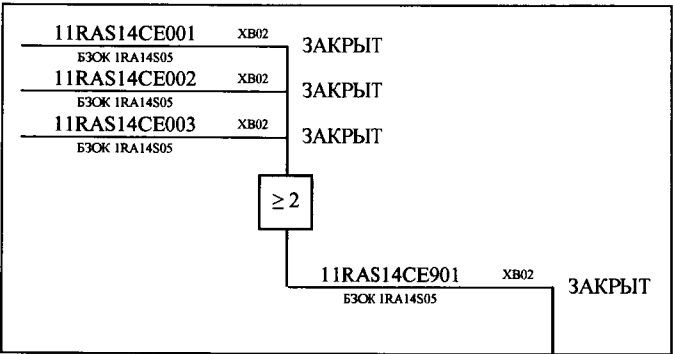 11RAS14CE001 XB02 ЗАКРЫТ
БЗОК 1RA14S05
11RAS14CE002 XB02 ЗАКРЫТ
БЗОК 1RA14S05
11RAS14CE003 XB02 ЗАКРЫТ
БЗОК 1RA14S05
≥ 2
11RAS14CE901 XB02 ЗАКРЫТ
БЗОК 1RA14S05